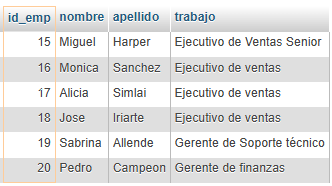 id_emp nombre apellido trabajo
15 Miguel Harper Ejecutivo de Ventas Senior
16 Monica Sanchez Ejecutivo de ventas
17 Alicia Simlai Ejecutivo de ventas
18 Jose Iriarte Ejecutivo de ventas
19 Sabrina Allende Gerente de Soporte técnico
20 Pedro Campeon Gerente de finanzas